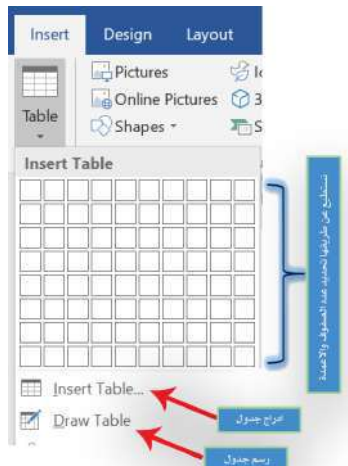 Insert Design Layout
Pictures
Online Pictures 3
Shapes S
Table
Insert Table
نستطيع عن طريقها تحديد عدد الصفوف والاعمدة
Insert Table...
ادراج جدول
Draw Table
رسم جدول